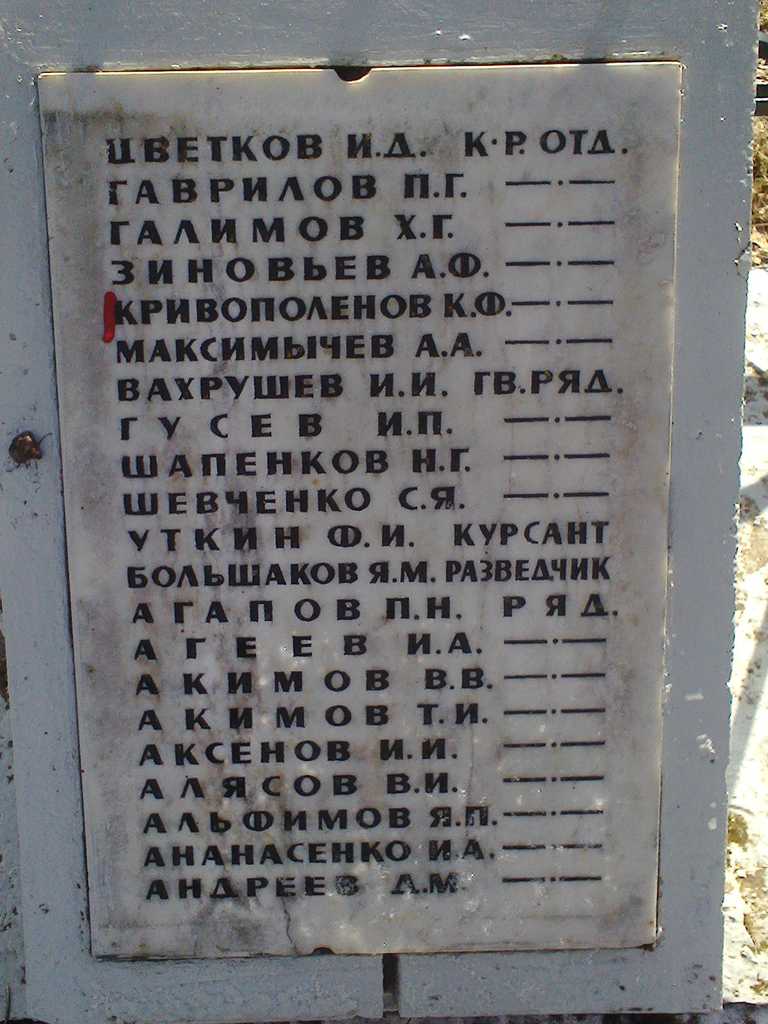 ЦВЕТКОВ И.Д. К·Р. ОТД.
ГАВРИЛОВ П.Г. —·—
ГАЛИМОВ Х.Г. —·—
ЗИНОВЬЕВ А.Ф. —·—
КРИВОПОЛЕНОВ К.Ф. —·—
МАКСИМЫЧЕВ А.А. —·—
ВАХРУШЕВ И.И. ГВ.РЯД.
ГУСЕВ И.П. —·—
ШАПЕНКОВ Н.Г. —·—
ШЕВЧЕНКО С.Я. —·—
УТКИН Ф.И. КУРСАНТ
БОЛЬШАКОВ Я.М. РАЗВЕДЧИК
АГАПОВ П.Н. РЯД.
АГЕЕВ И.А. —·—
АКИМОВ В.В. —·—
АКИМОВ Т.И. —·—
АКСЕНОВ И.И. —·—
АЛЯСОВ В.И. —·—
АЛЬФИМОВ Я.П. —·—
АНАНАСЕНКО И.А. —·—
АНДРЕЕВ Л.М. —·—